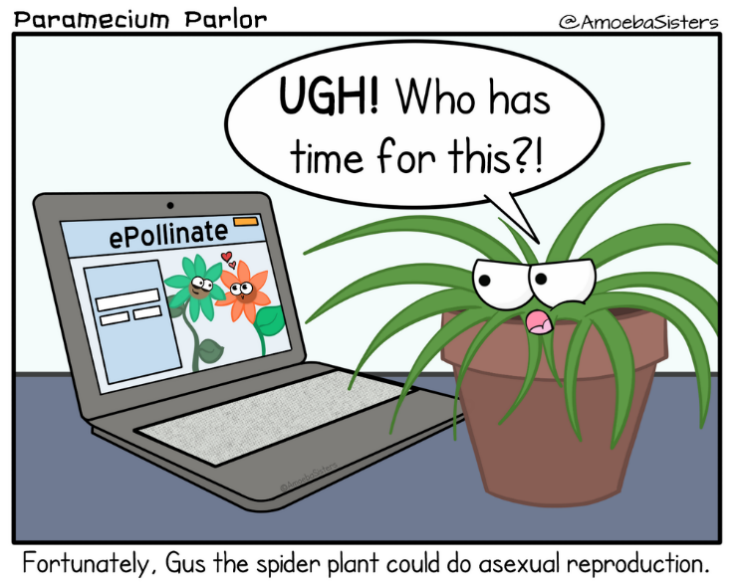 Paramecium Parlor
@AmoebaSisters
UGH! Who has
time for this?!
ePollinate
@AmoebaSisters
Fortunately, Gus the spider plant could do asexual reproduction.